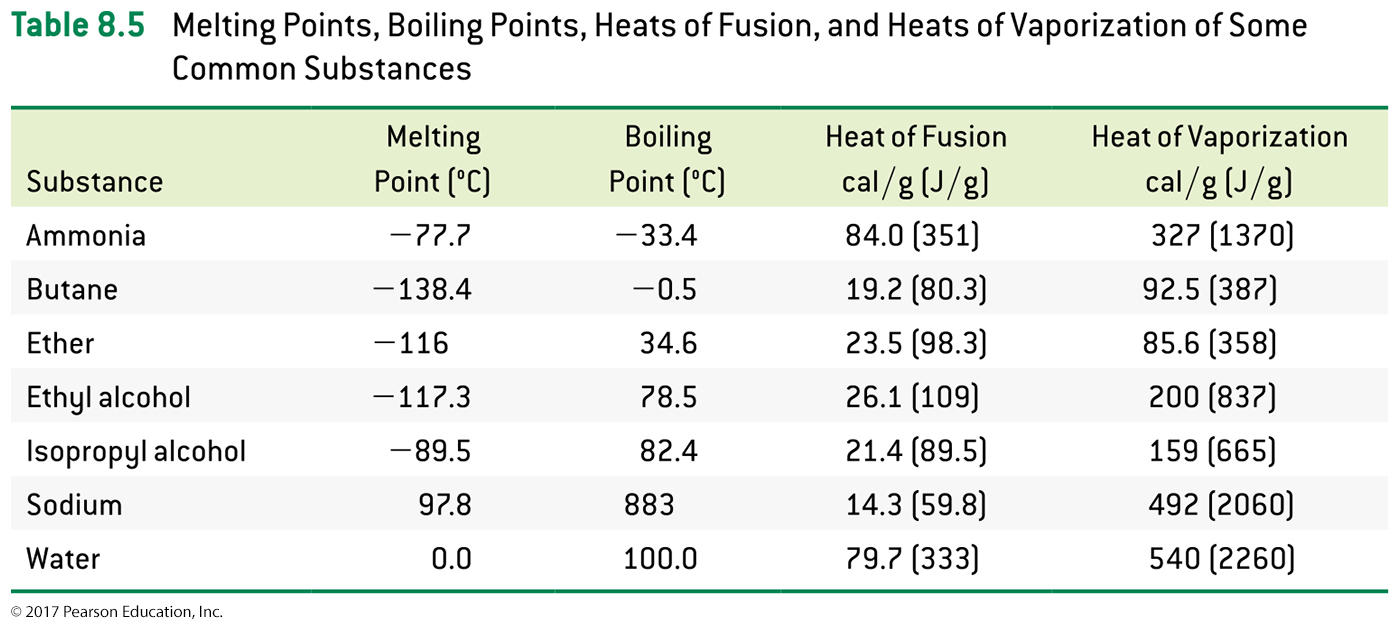 Table 8.5 Melting Points, Boiling Points, Heats of Fusion, and Heats of Vaporization of Some
Common Substances
Melting Boiling Heat of Fusion Heat of Vaporization
Substance Point (°C) Point (°C) cal/g (J/g) cal/g (J/g)
Ammonia −77.7 −33.4 84.0 (351) 327 (1370)
Butane −138.4 −0.5 19.2 (80.3) 92.5 (387)
Ether −116 34.6 23.5 (98.3) 85.6 (358)
Ethyl alcohol −117.3 78.5 26.1 (109) 200 (837)
Isopropyl alcohol −89.5 82.4 21.4 (89.5) 159 (665)
Sodium 97.8 883 14.3 (59.8) 492 (2060)
Water 0.0 100.0 79.7 (333) 540 (2260)
© 2017 Pearson Education, Inc.